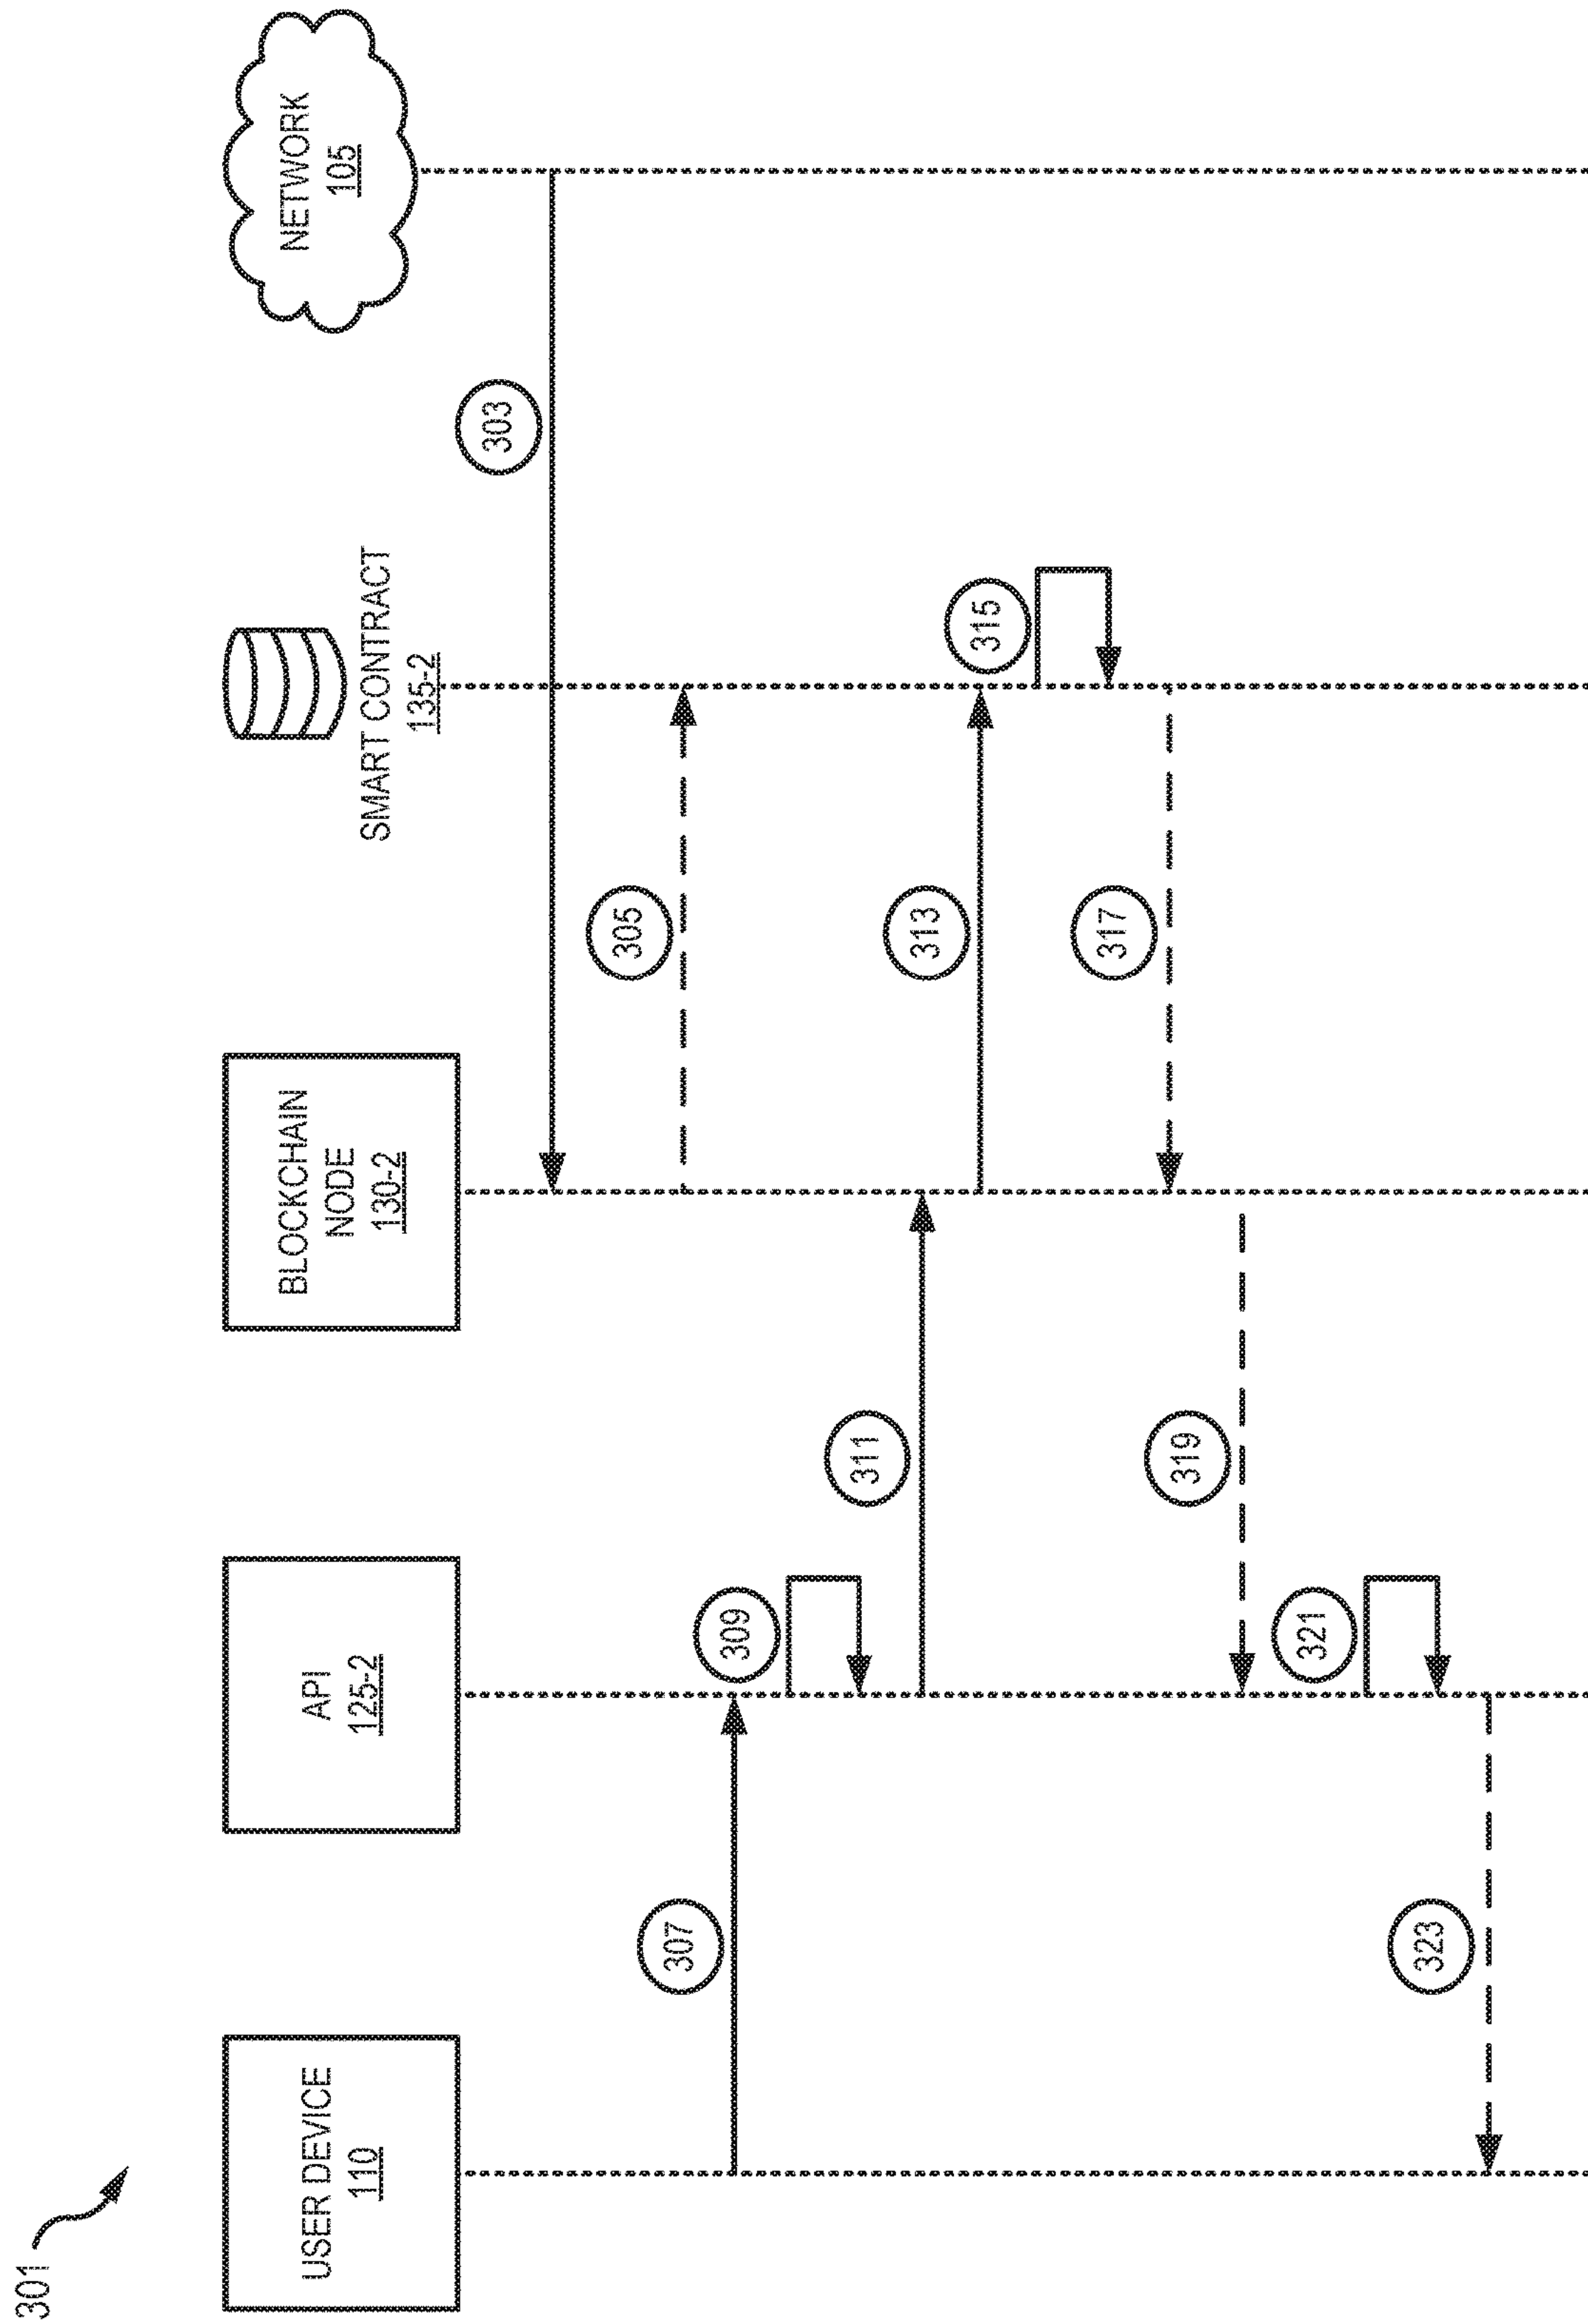 301
USER DEVICE
110
API
125-2
BLOCKCHAIN
NODE
130-2
SMART CONTRACT
135-2
NETWORK
105
303
305
307
309
311
313
315
317
319
321
323